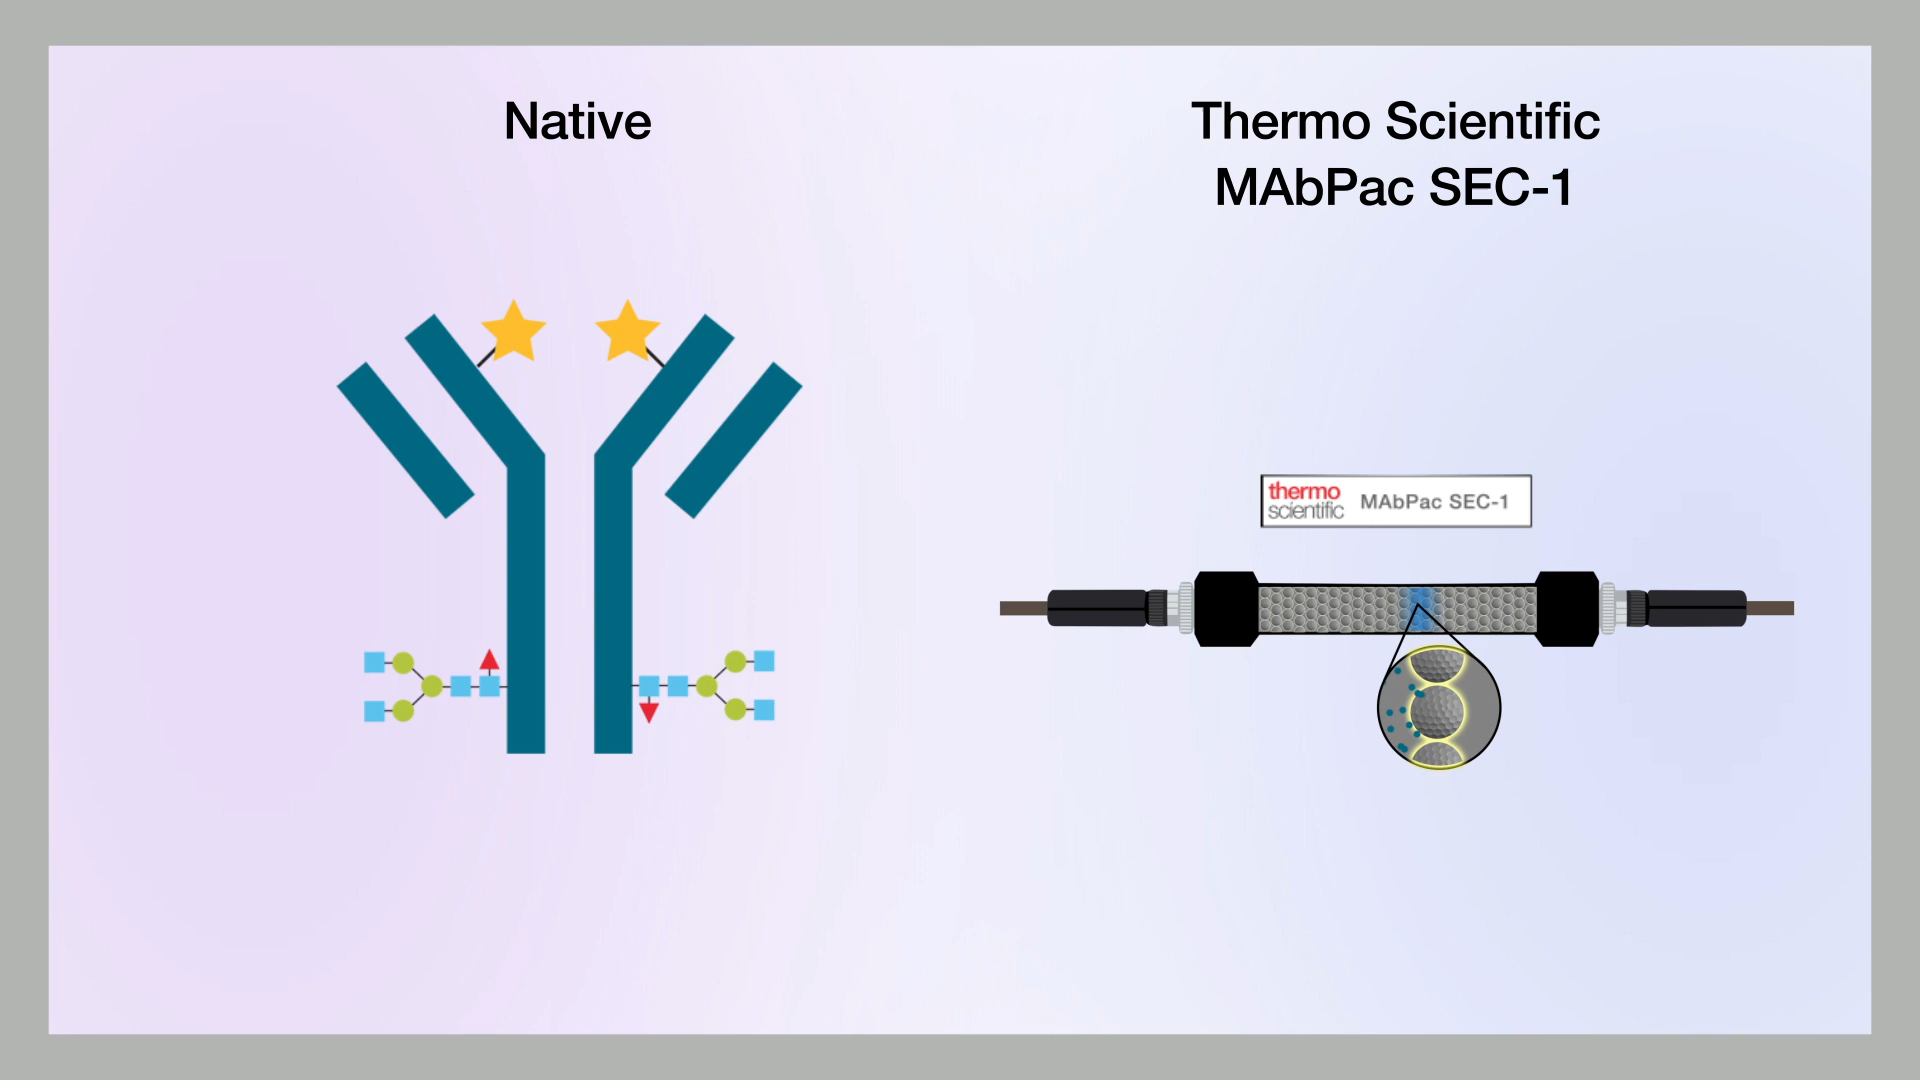 Native
Thermo Scientific
MAbPac SEC-1
thermo
scientific
MAbPac SEC-1